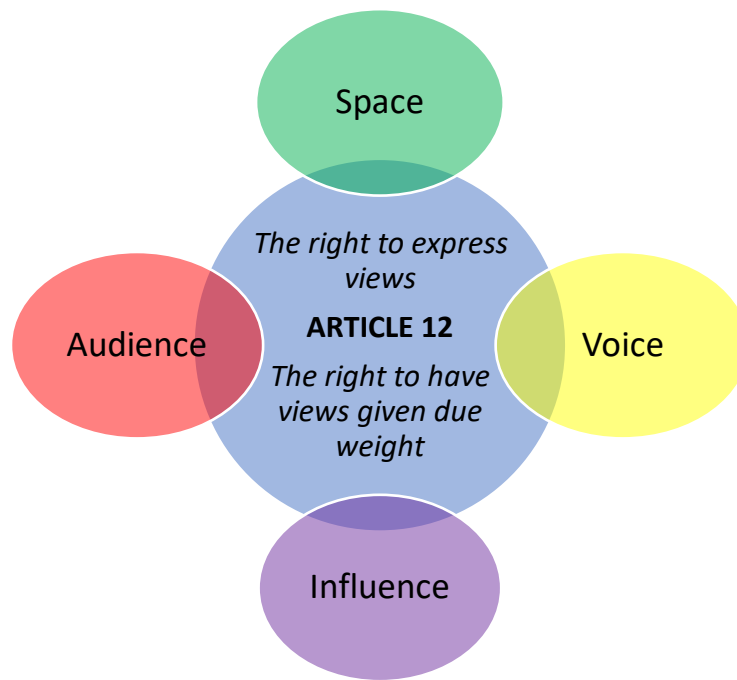 Space
The right to express
views
ARTICLE 12
Audience
Voice
The right to have
views given due
weight
Influence